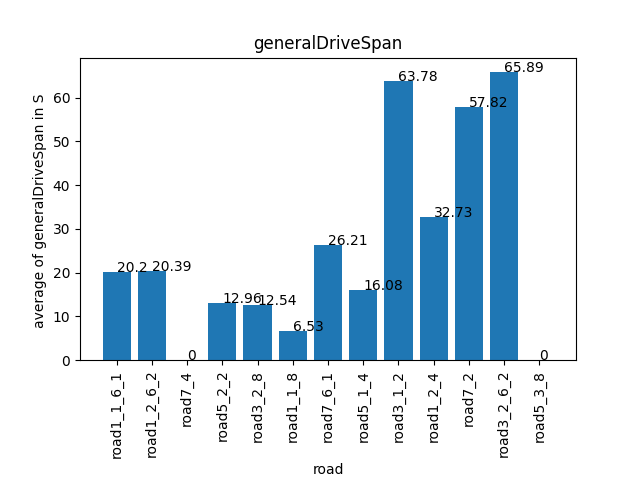 generalDriveSpan
average of generalDriveSpan in S
60
50
40
30
20
10
0
20.2
20.39
0
12.96
12.54
6.53
26.21
16.08
63.78
32.73
57.82
65.89
0
road1_1_6_1
road1_2_6_2
road7_4
road5_2_2
road3_2_8
road1_1_8
road7_6_1
road5_1_4
road3_1_2
road1_2_4
road7_2
road3_2_6_2
road5_3_8
road